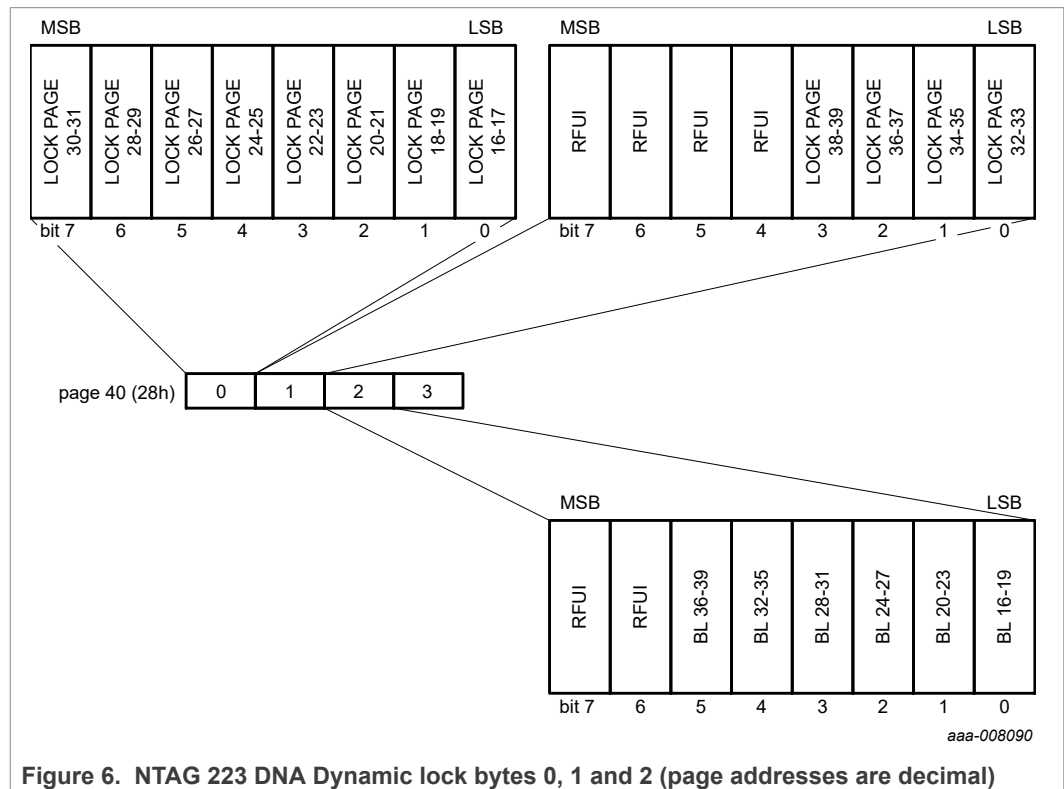 MSB LSB
LOCK PAGE 30-31
LOCK PAGE 28-29
LOCK PAGE 26-27
LOCK PAGE 24-25
LOCK PAGE 22-23
LOCK PAGE 20-21
LOCK PAGE 18-19
LOCK PAGE 16-17
bit 7 6 5 4 3 2 1 0
MSB LSB
RFUI
RFUI
RFUI
RFUI
LOCK PAGE 38-39
LOCK PAGE 36-37
LOCK PAGE 34-35
LOCK PAGE 32-33
bit 7 6 5 4 3 2 1 0
page 40 (28h) 0 1 2 3
MSB LSB
RFUI
RFUI
BL 36-39
BL 32-35
BL 28-31
BL 24-27
BL 20-23
BL 16-19
bit 7 6 5 4 3 2 1 0
aaa-008090
Figure 6. NTAG 223 DNA Dynamic lock bytes 0, 1 and 2 (page addresses are decimal)